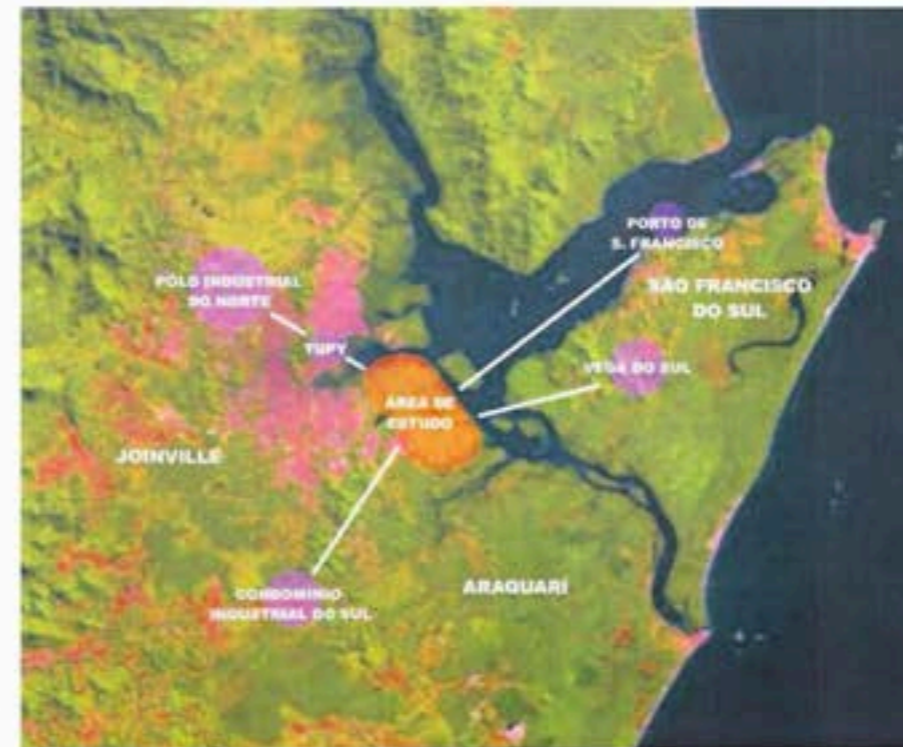 PORTO DE
S. FRANCISCO
PÓLO INDUSTRIAL
DO NORTE
SÃO FRANCISCO
DO SUL
TUPY
VEGA DO SUL
ÁREA DE
ESTUDO
JOINVILLE
ARAQUARI
CONDOMÍNIO
INDUSTRIAL DO SUL